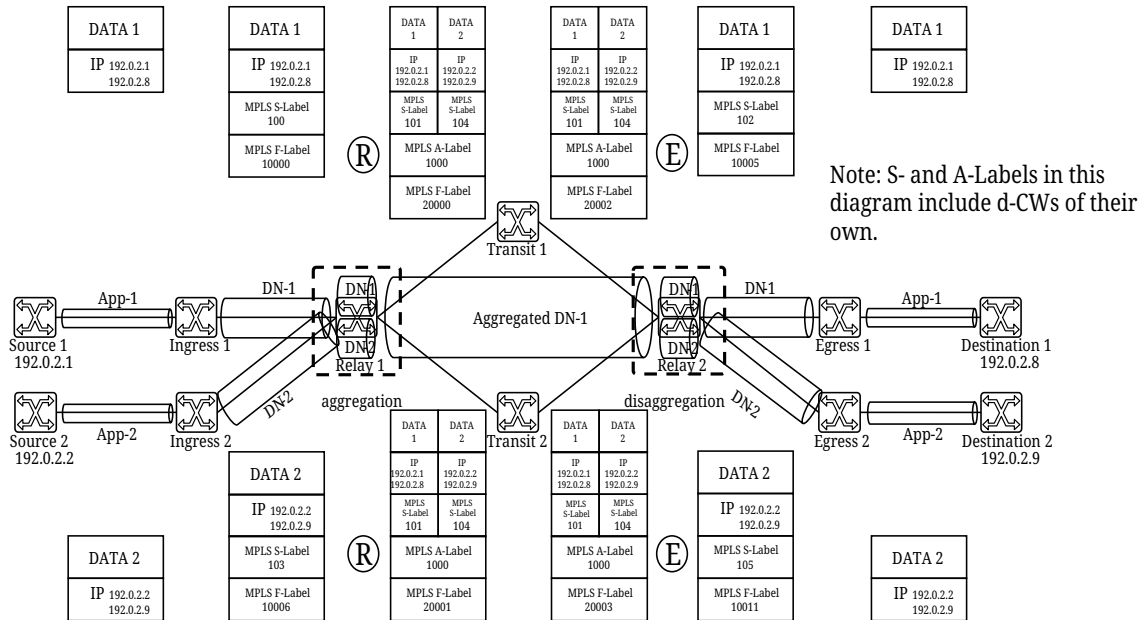 DATA 1
IP 192.0.2.1
192.0.2.8
DATA 1
IP 192.0.2.1
192.0.2.8
MPLS S-Label
100
MPLS F-Label
10000
R
DATA
1
DATA
2
IP
192.0.2.1
192.0.2.8
IP
192.0.2.2
192.0.2.9
MPLS
S-Label
101
MPLS
S-Label
104
MPLS A-Label
1000
MPLS F-Label
20000
DATA
1
DATA
2
IP
192.0.2.1
192.0.2.8
IP
192.0.2.2
192.0.2.9
MPLS
S-Label
101
MPLS
S-Label
104
MPLS A-Label
1000
MPLS F-Label
20002
E
DATA 1
IP 192.0.2.1
192.0.2.8
MPLS S-Label
102
MPLS F-Label
10005
DATA 1
IP 192.0.2.1
192.0.2.8
Note: S- and A-Labels in this
diagram include d-CWs of their
own.
Transit 1
Source 1
192.0.2.1
App-1
Ingress 1
DN-1
DN-1
DN-2
Relay 1
aggregation
Aggregated DN-1
DN-1
DN-2
Relay 2
disaggregation
DN-1
Egress 1
App-1
Destination 1
192.0.2.8
Source 2
192.0.2.2
App-2
Ingress 2
DN-2
Transit 2
DN-2
Egress 2
App-2
Destination 2
192.0.2.9
DATA 2
IP 192.0.2.2
192.0.2.9
DATA 2
IP 192.0.2.2
192.0.2.9
MPLS S-Label
103
MPLS F-Label
10006
R
DATA
1
DATA
2
IP
192.0.2.1
192.0.2.8
IP
192.0.2.2
192.0.2.9
MPLS
S-Label
101
MPLS
S-Label
104
MPLS A-Label
1000
MPLS F-Label
20001
DATA
1
DATA
2
IP
192.0.2.1
192.0.2.8
IP
192.0.2.2
192.0.2.9
MPLS
S-Label
101
MPLS
S-Label
104
MPLS A-Label
1000
MPLS F-Label
20003
E
DATA 2
IP 192.0.2.2
192.0.2.9
MPLS S-Label
105
MPLS F-Label
10011
DATA 2
IP 192.0.2.2
192.0.2.9